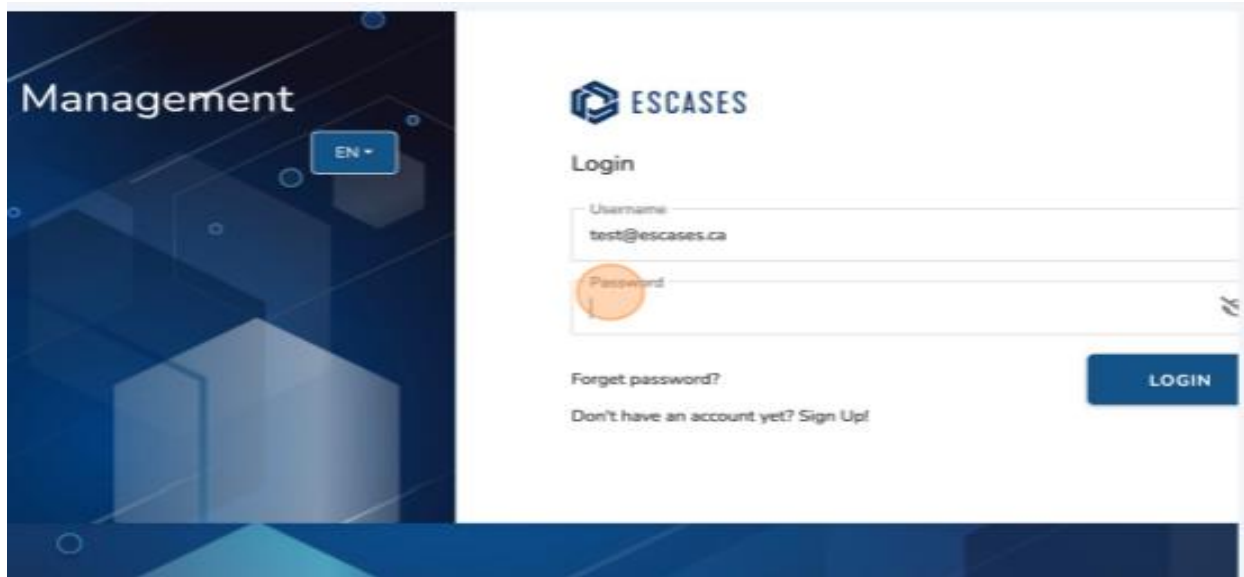 Management
EN
ESCASES
Login
Username
test@escases.ca
Password
Forget password?
LOGIN
Don't have an account yet? Sign Up!